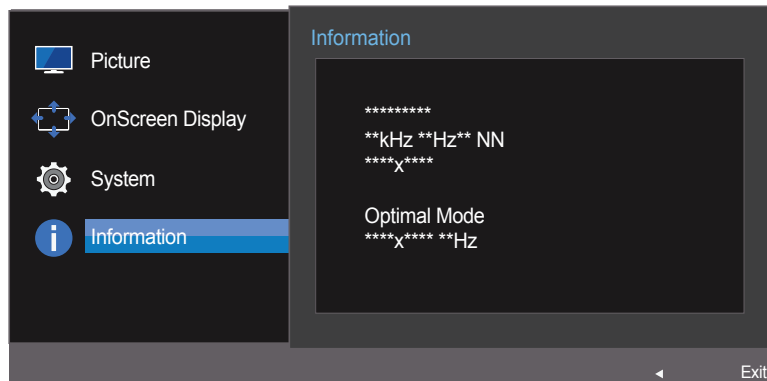 Picture
OnScreen Display
System
Information
Information
*********
**kHz **Hz** NN
****x****
Optimal Mode
****x**** **Hz
Exit